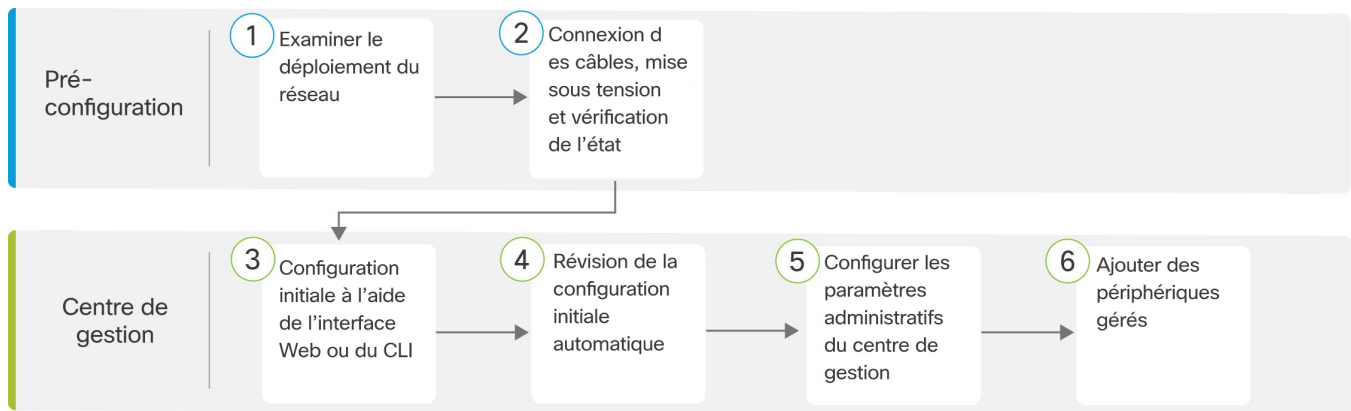 Pré-
configuration
1
Examiner le
déploiement du
réseau
2
Connexion d
es câbles, mise
sous tension
et vérification
de l'état
Centre de
gestion
3
Configuration
initiale à l'aide
de l'interface
Web ou du CLI
4
Révision de la
configuration
initiale
automatique
5
Configurer les
paramètres
administratifs
du centre de
gestion
6
Ajouter des
périphériques
gérés